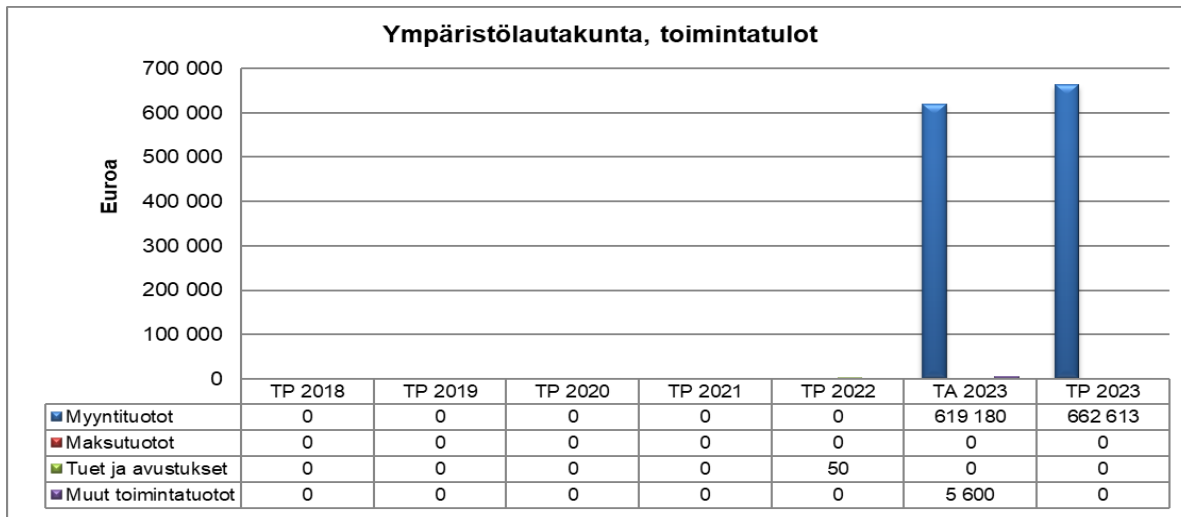 Ympäristölautakunta, toimintatulot
Euroa
700 000
600 000
500 000
400 000
300 000
200 000
100 000
0
TP 2018 TP 2019 TP 2020 TP 2021 TP 2022 TA 2023 TP 2023
Myyntituotot 0 0 0 0 0 619 180 662 613
Maksutuotot 0 0 0 0 0 0 0
Tuet ja avustukset 0 0 0 0 50 0 0
Muut toimintatuotot 0 0 0 0 0 5 600 0